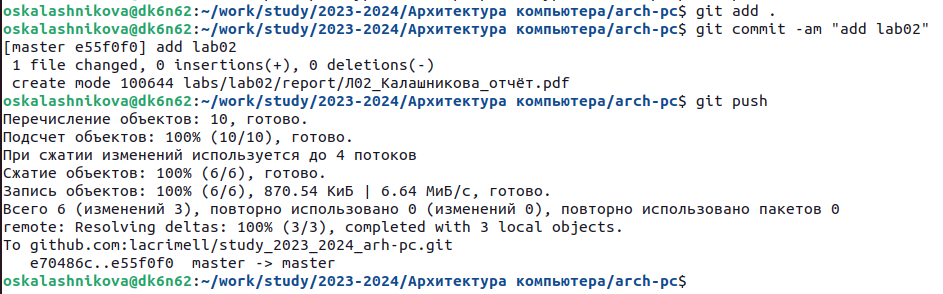 oskalashnikova@dk6n62:~/work/study/2023-2024/Архитектура компьютера/arch-pc$ git add .
oskalashnikova@dk6n62:~/work/study/2023-2024/Архитектура компьютера/arch-pc$ git commit -am "add lab02"
[master e55f0f0] add lab02
 1 file changed, 0 insertions(+), 0 deletions(-)
 create mode 100644 labs/lab02/report/Л02_Калашникова_отчёт.pdf
oskalashnikova@dk6n62:~/work/study/2023-2024/Архитектура компьютера/arch-pc$ git push
Перечисление объектов: 10, готово.
Подсчет объектов: 100% (10/10), готово.
При сжатии изменений используется до 4 потоков
Сжатие объектов: 100% (6/6), готово.
Запись объектов: 100% (6/6), 870.54 КиБ | 6.64 МиБ/с, готово.
Всего 6 (изменений 3), повторно использовано 0 (изменений 0), повторно использовано пакетов 0
remote: Resolving deltas: 100% (3/3), completed with 3 local objects.
To github.com:lacrimell/study_2023_2024_arh-pc.git
   e70486c..e55f0f0  master -> master
oskalashnikova@dk6n62:~/work/study/2023-2024/Архитектура компьютера/arch-pc$